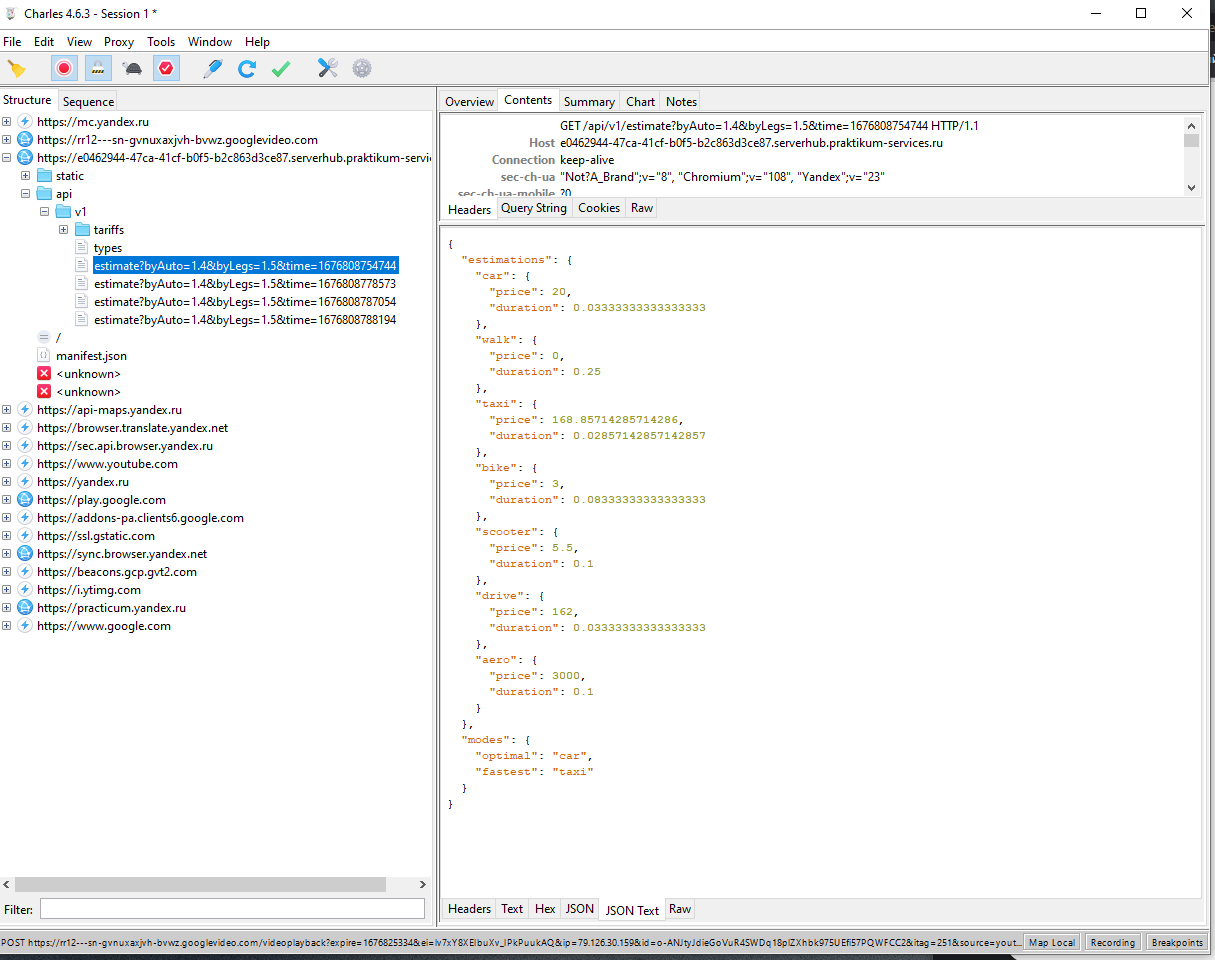 Charles 4.6.3 - Session 1 *
File Edit View Proxy Tools Window Help
Structure Sequence
https://mc.yandex.ru
https://rr12---sn-gvnuxaxjvh-bvwz.googlevideo.com
https://e0462944-47ca-41cf-b0f5-b2c863d3ce87.serverhub.praktikum-servi
static
api
v1
tariffs
types
estimate?byAuto=1.4&byLegs=1.5&time=1676808754744
estimate?byAuto=1.4&byLegs=1.5&time=1676808778573
estimate?byAuto=1.4&byLegs=1.5&time=1676808787054
estimate?byAuto=1.4&byLegs=1.5&time=1676808788194
/
manifest.json
<unknown>
<unknown>
https://api-maps.yandex.ru
https://browser.translate.yandex.net
https://sec.api.browser.yandex.ru
https://www.youtube.com
https://yandex.ru
https://play.google.com
https://addons-pa.clients6.google.com
https://ssl.gstatic.com
https://sync.browser.yandex.net
https://beacons.gcp.gvt2.com
https://i.ytimg.com
https://practicum.yandex.ru
https://www.google.com
Filter:
Overview Contents Summary Chart Notes
GET /api/v1/estimate?byAuto=1.4&byLegs=1.5&time=1676808754744 HTTP/1.1
Host e0462944-47ca-41cf-b0f5-b2c863d3ce87.serverhub.praktikum-services.ru
Connection keep-alive
sec-ch-ua "Not?A_Brand";v="8", "Chromium";v="108", "Yandex";v="23"
sec-ch-ua-mobile ?0
Headers Query String Cookies Raw
{
"estimations": {
"car": {
"price": 20,
"duration": 0.03333333333333333
},
"walk": {
"price": 0,
"duration": 0.25
},
"taxi": {
"price": 168.85714285714286,
"duration": 0.02857142857142857
},
"bike": {
"price": 3,
"duration": 0.08333333333333333
},
"scooter": {
"price": 5.5,
"duration": 0.1
},
"drive": {
"price": 162,
"duration": 0.03333333333333333
},
"aero": {
"price": 3000,
"duration": 0.1
}
},
"modes": {
"optimal": "car",
"fastest": "taxi"
}
}
Headers Text Hex JSON JSON Text Raw
POST https://rr12---sn-gvnuxaxjvh-bvwz.googlevideo.com/videoplayback?expire=1676825334&ei=lv7xY8XEIbuXv_IPkPuukAQ&ip=79.126.30.159&id=o-ANJtyJdieGoVuR4SWDq18plZXhbk975UEfi57PQWFCC2&itag=251&source=yout... Map Local Recording Breakpoints